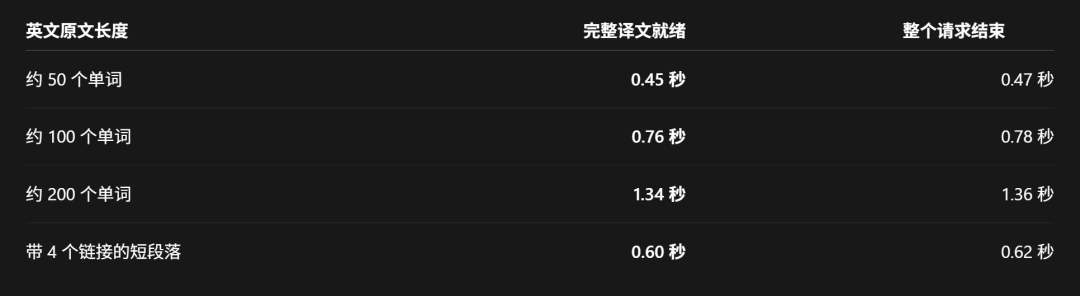 英文原文长度 完整译文就绪 整个请求结束
约 50 个单词 0.45 秒 0.47 秒
约 100 个单词 0.76 秒 0.78 秒
约 200 个单词 1.34 秒 1.36 秒
带 4 个链接的短段落 0.60 秒 0.62 秒